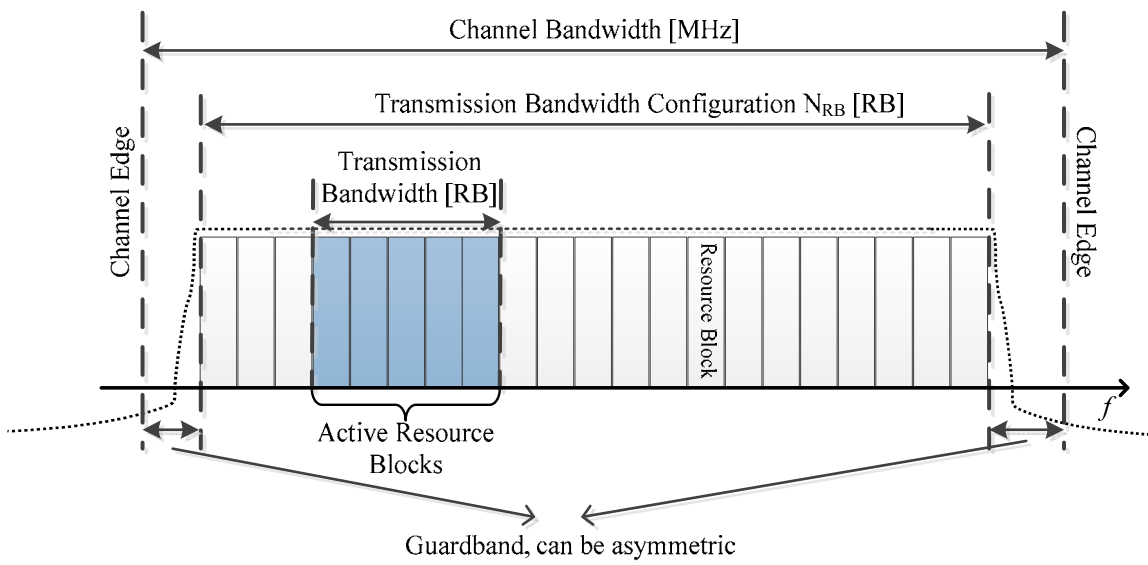 Channel Bandwidth [MHz]
Transmission Bandwidth Configuration N_RB [RB]
Channel Edge
Transmission
Bandwidth [RB]
Channel Edge
Resource Block
f
Active Resource
Blocks
Guardband, can be asymmetric